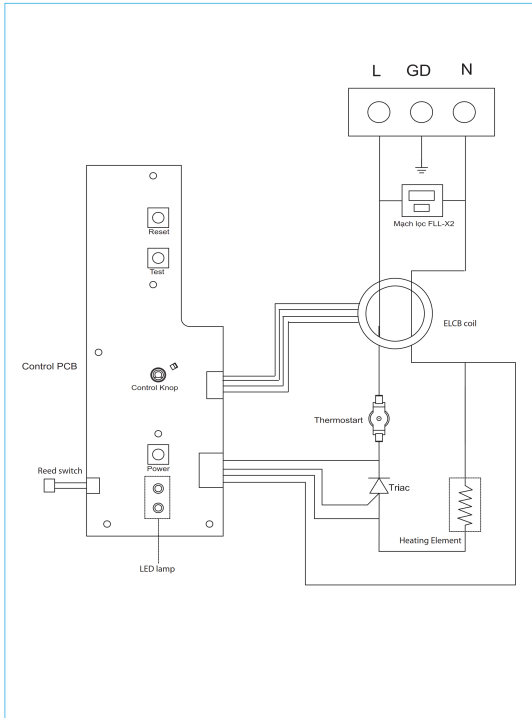 L GD N
Mạch lọc FLL-X2
Reset
Test
ELCB coil
Control PCB
Control Knop
Thermostart
Power
Reed switch
Triac
Heating Element
LED lamp